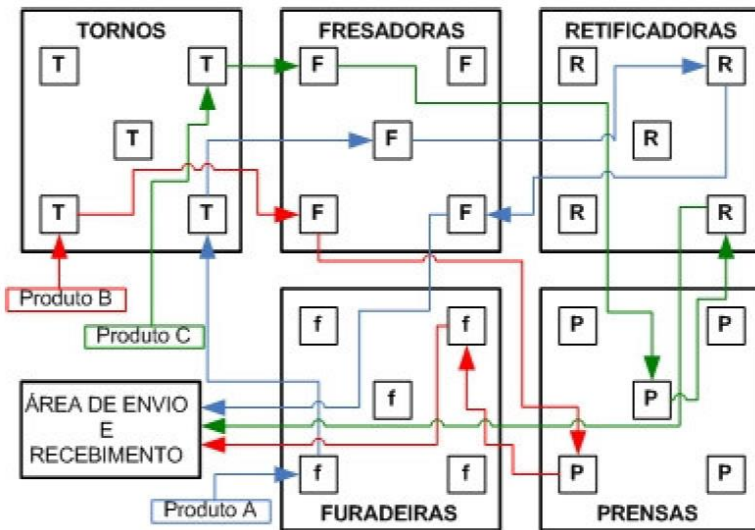 TORNOS
FRESADORAS
RETIFICADORAS
T
T
F
F
R
R
T
F
R
T
T
F
F
R
R
Produto B
Produto C
f
f
P
P
f
P
ÁREA DE ENVIO
E
RECEBIMENTO
f
f
P
P
Produto A
FURADEIRAS
PRENSAS